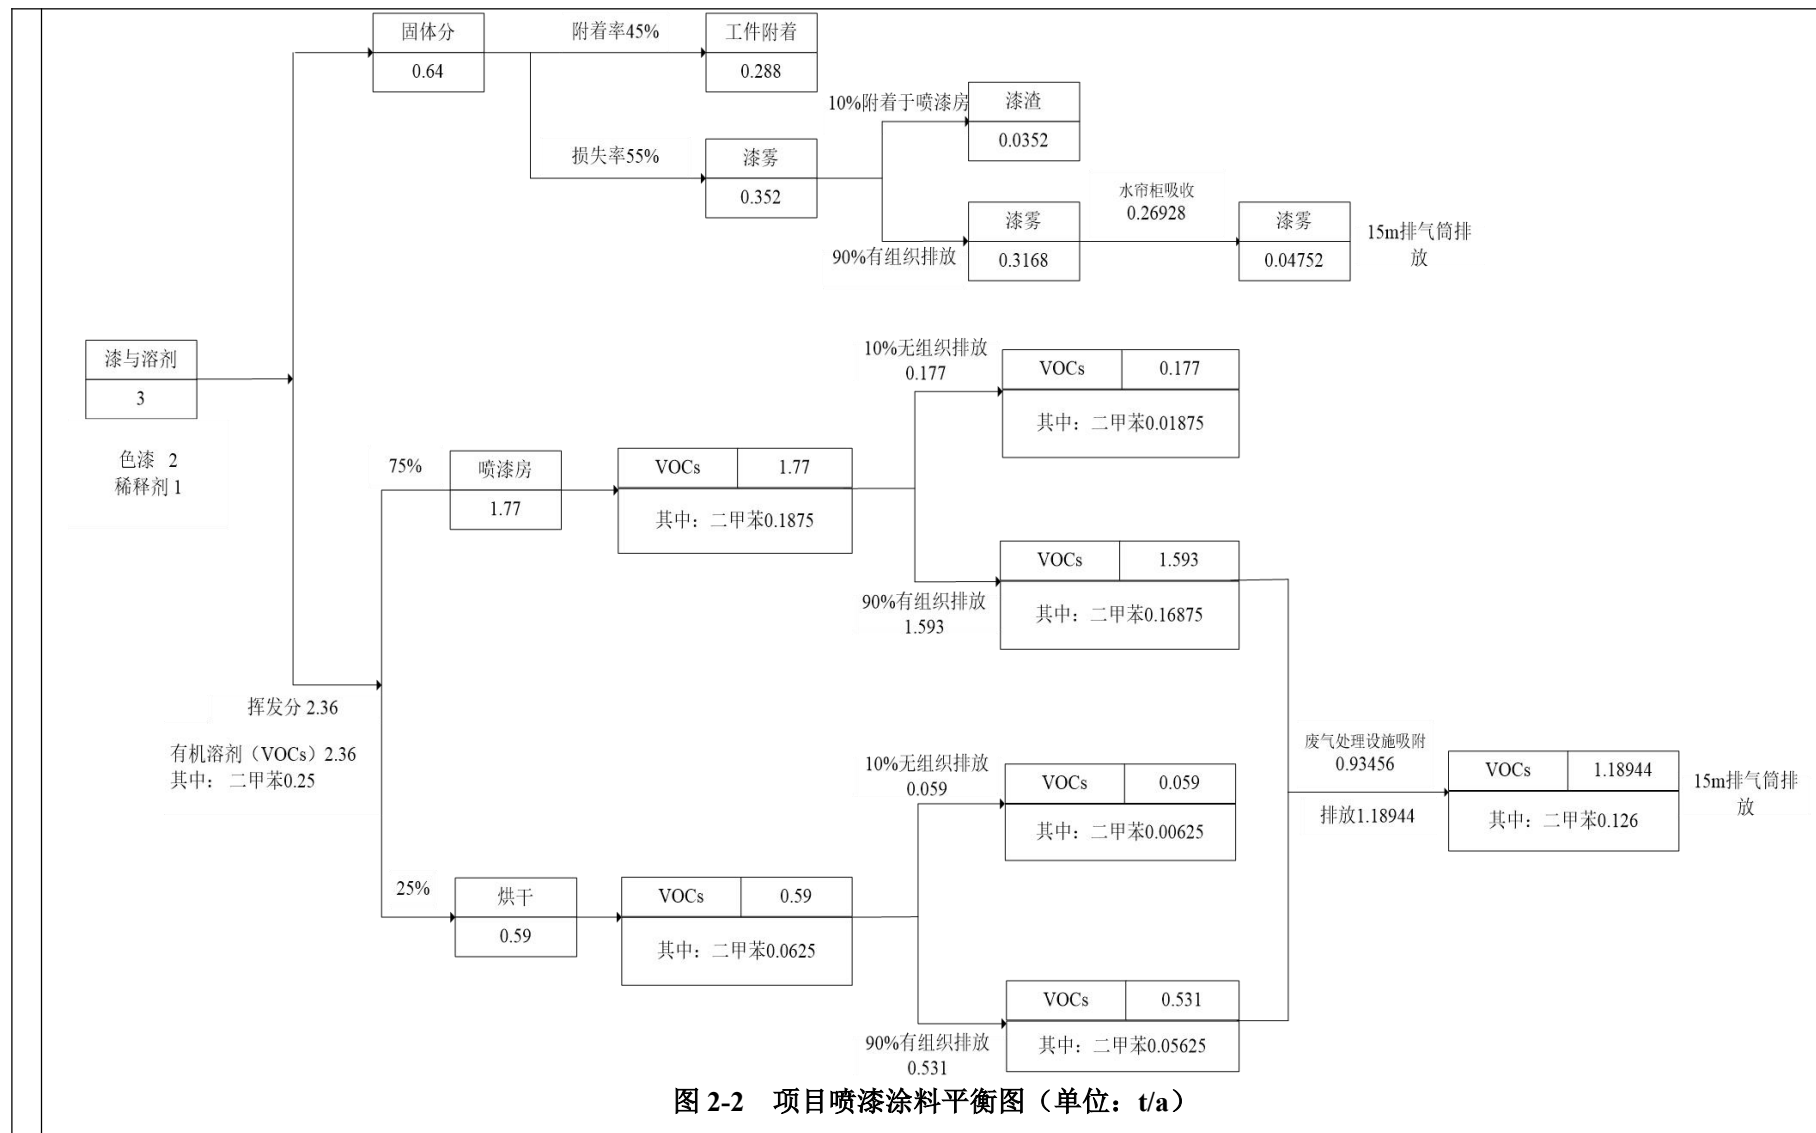 固体分
0.64
附着率45%
工件附着
0.288
10%附着于喷漆房
漆渣
0.0352
损失率55%
漆雾
0.352
90%有组织排放
漆雾
0.3168
水帘柜吸收
0.26928
漆雾
0.04752
15m排气筒排
放
漆与溶剂
3
色漆 2
稀释剂 1
75%
喷漆房
1.77
VOCs
1.77
其中：二甲苯0.1875
10%无组织排放
0.177
VOCs
0.177
其中：二甲苯0.01875
90%有组织排放
1.593
VOCs
1.593
其中：二甲苯0.16875
挥发分 2.36
有机溶剂（VOCs）2.36
其中： 二甲苯0.25
25%
烘干
0.59
VOCs
0.59
其中：二甲苯0.0625
10%无组织排放
0.059
VOCs
0.059
其中：二甲苯0.00625
90%有组织排放
0.531
VOCs
0.531
其中：二甲苯0.05625
废气处理设施吸附
0.93456
排放1.18944
VOCs
1.18944
其中：二甲苯0.126
15m排气筒排
放
图 2-2 项目喷漆涂料平衡图（单位：t/a）